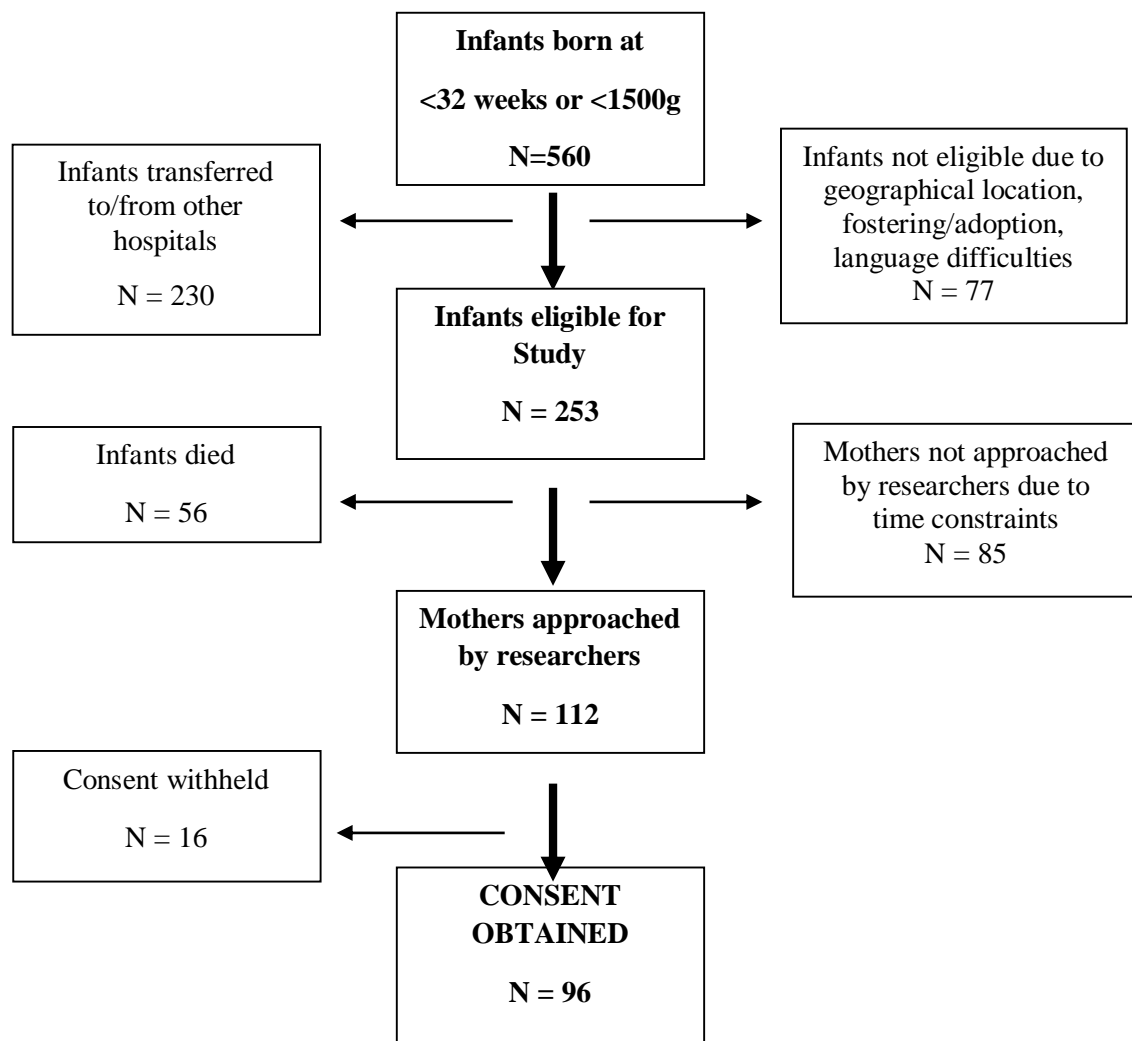 Infants born at
<32 weeks or <1500g
N=560
Infants transferred
to/from other
hospitals
N = 230
Infants not eligible due to
geographical location,
fostering/adoption,
language difficulties
N = 77
Infants eligible for
Study
N = 253
Infants died
N = 56
Mothers not approached
by researchers due to
time constraints
N = 85
Mothers approached
by researchers
N = 112
Consent withheld
N = 16
CONSENT
OBTAINED
N = 96